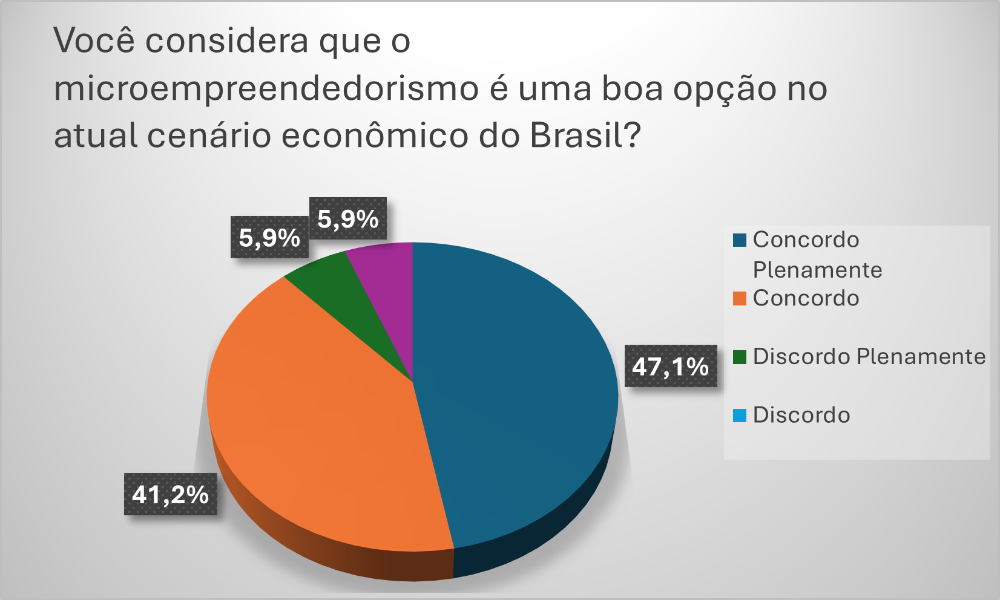 Você considera que o
microempreendedorismo é uma boa opção no
atual cenário econômico do Brasil?
5,9%
5,9%
47,1%
41,2%
Concordo
Plenamente
Concordo
Discordo Plenamente
Discordo